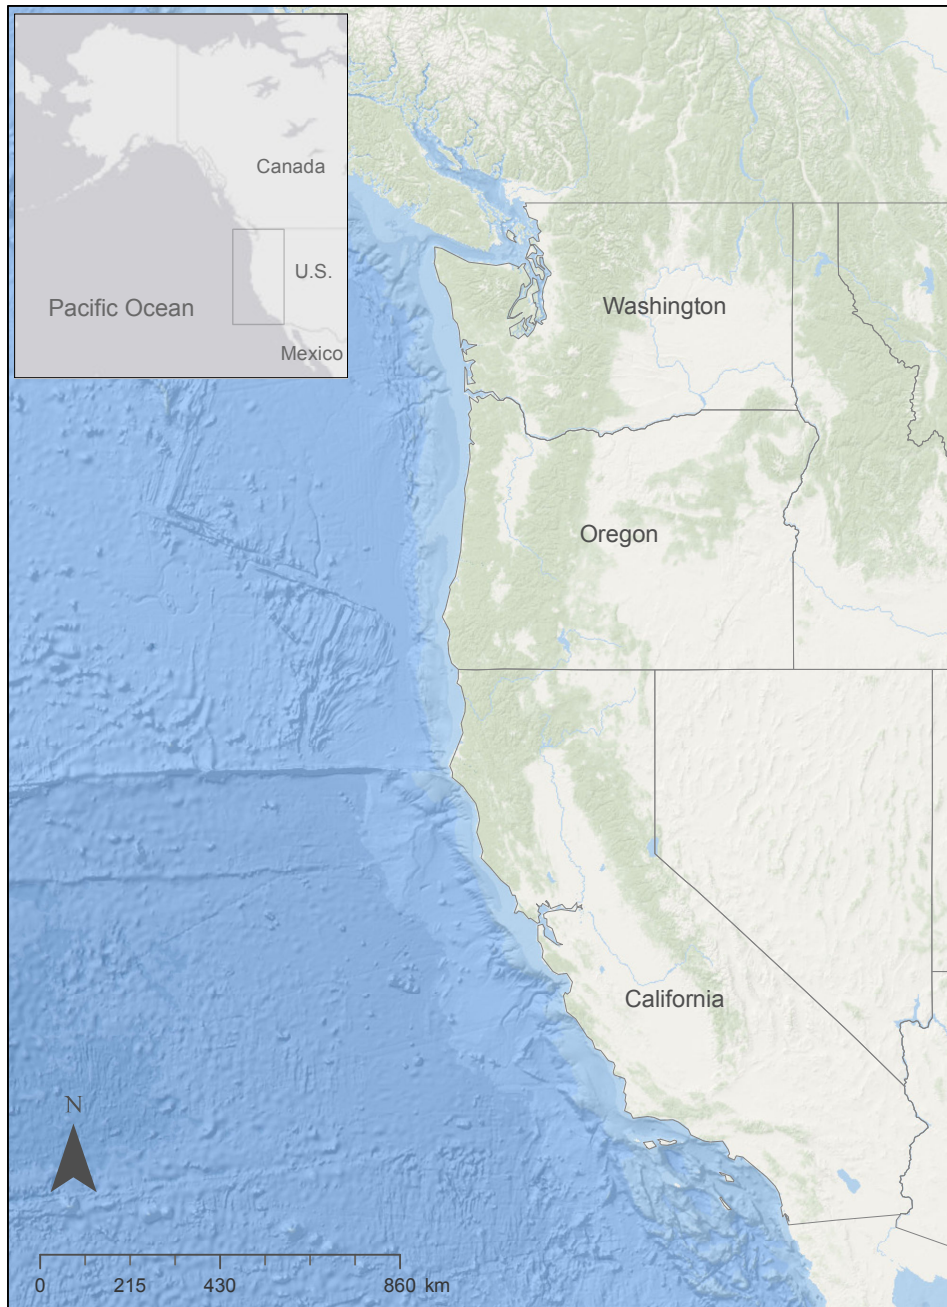 Canada
U.S.
Pacific Ocean
Mexico
Washington
Oregon
California
N
0 215 430 860 km